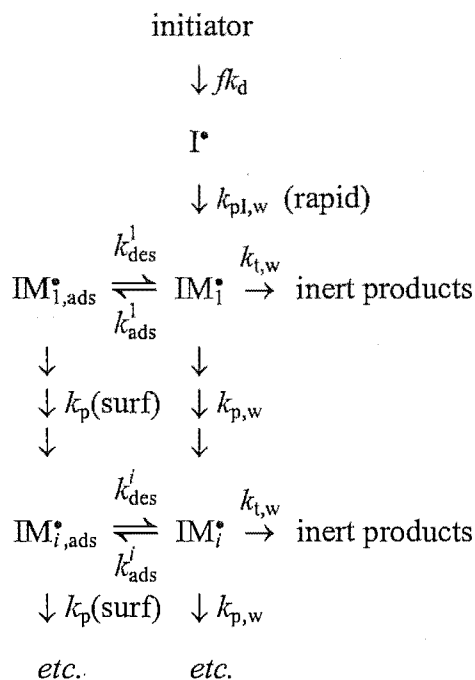 initiator
↓ fk_d
I•
↓ k_pI,w (rapid)
k^1_des k_t,w
IM•_1,ads ⇌ IM•_1 → inert products
k^1_ads
↓ ↓
↓ k_p(surf) ↓ k_p,w
↓ ↓
k^i_des k_t,w
IM•_i,ads ⇌ IM•_i → inert products
k^i_ads
↓ k_p(surf) ↓ k_p,w
etc. etc.